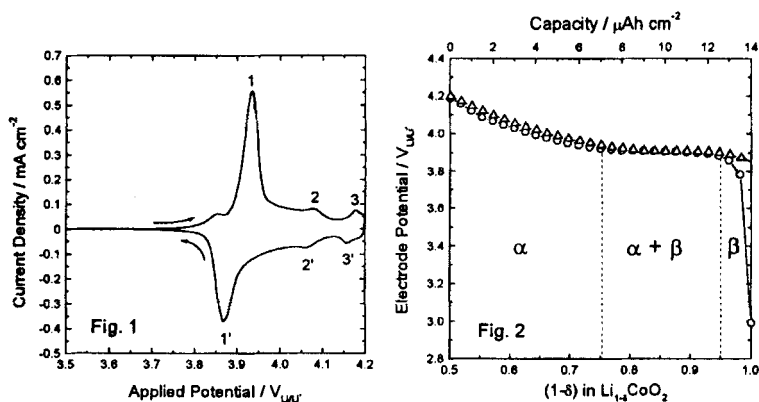 0.7
0.6
0.5
0.4
0.3
0.2
0.1
0
-0.1
-0.2
-0.3
-0.4
-0.5
Current Density / mA cm⁻²
1
2
3
1'
2'
3'
Fig. 1
3.5 3.6 3.7 3.8 3.9 4.0 4.1 4.2
Applied Potential / V Li/Li⁺
Capacity / μAh cm⁻²
0 2 4 6 8 10 12 14
4.4
4.2
4.0
3.8
3.6
3.4
3.2
3.0
2.8
Electrode Potential / V Li/Li⁺
α
α + β
β
Fig. 2
0.5 0.6 0.7 0.8 0.9 1.0
(1-δ) in Li₁₋δCoO₂